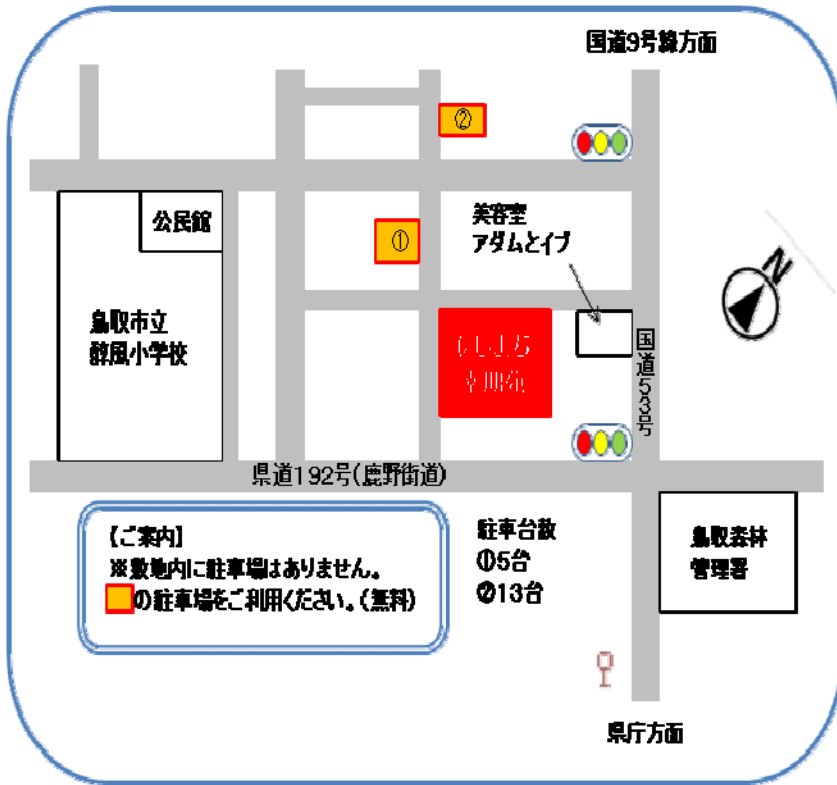 国道9号線方面
②
公民館
①
美容室
アダムとイブ
N
鳥取市立
醇風小学校
国道53号
県道192号(鹿野街道)
【ご案内】
※敷地内に駐車場はありません。
の駐車場をご利用ください。(無料)
駐車台数
①5台
②13台
鳥取森林
管理署
県庁方面